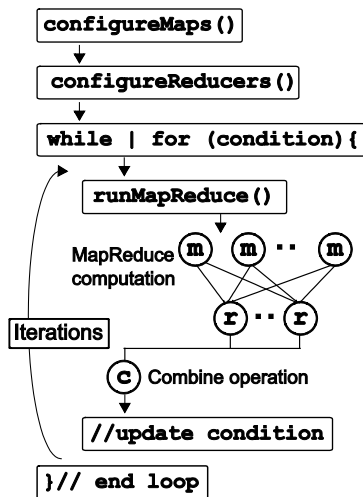 configureMaps()
configureReducers()
while | for (condition){
runMapReduce()
m m ·· m
MapReduce
computation
r ·· r
Iterations
c Combine operation
//update condition
}// end loop